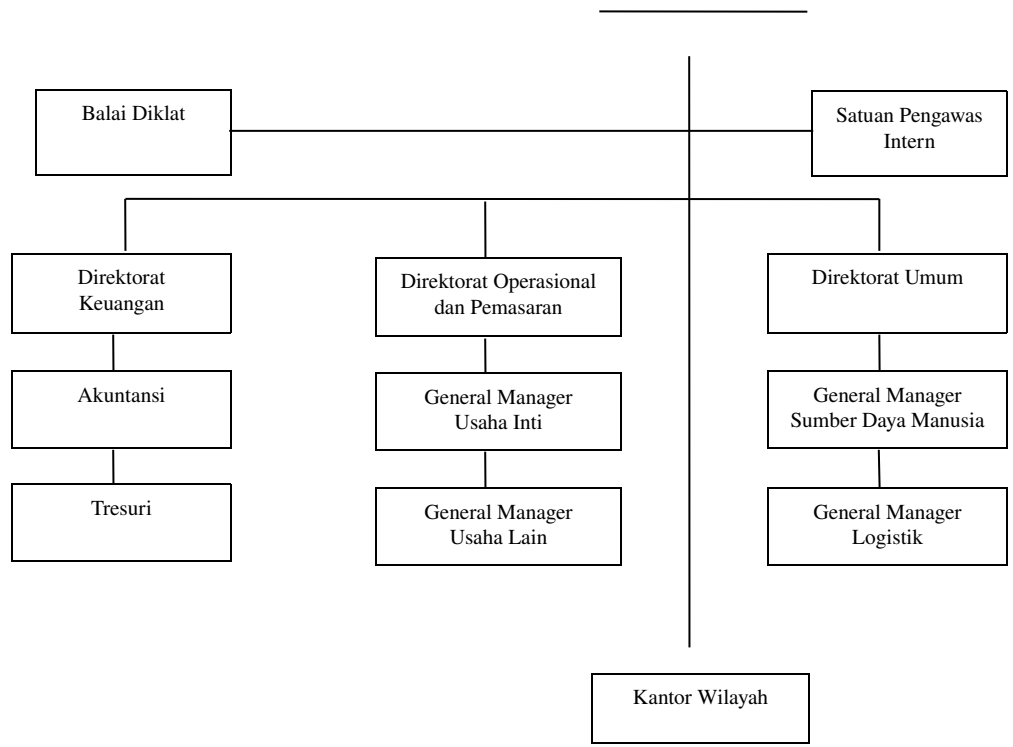 Balai Diklat
Satuan Pengawas
Intern
Direktorat
Keuangan
Direktorat Operasional
dan Pemasaran
Direktorat Umum
Akuntansi
General Manager
Usaha Inti
General Manager
Sumber Daya Manusia
Tresuri
General Manager
Usaha Lain
General Manager
Logistik
Kantor Wilayah